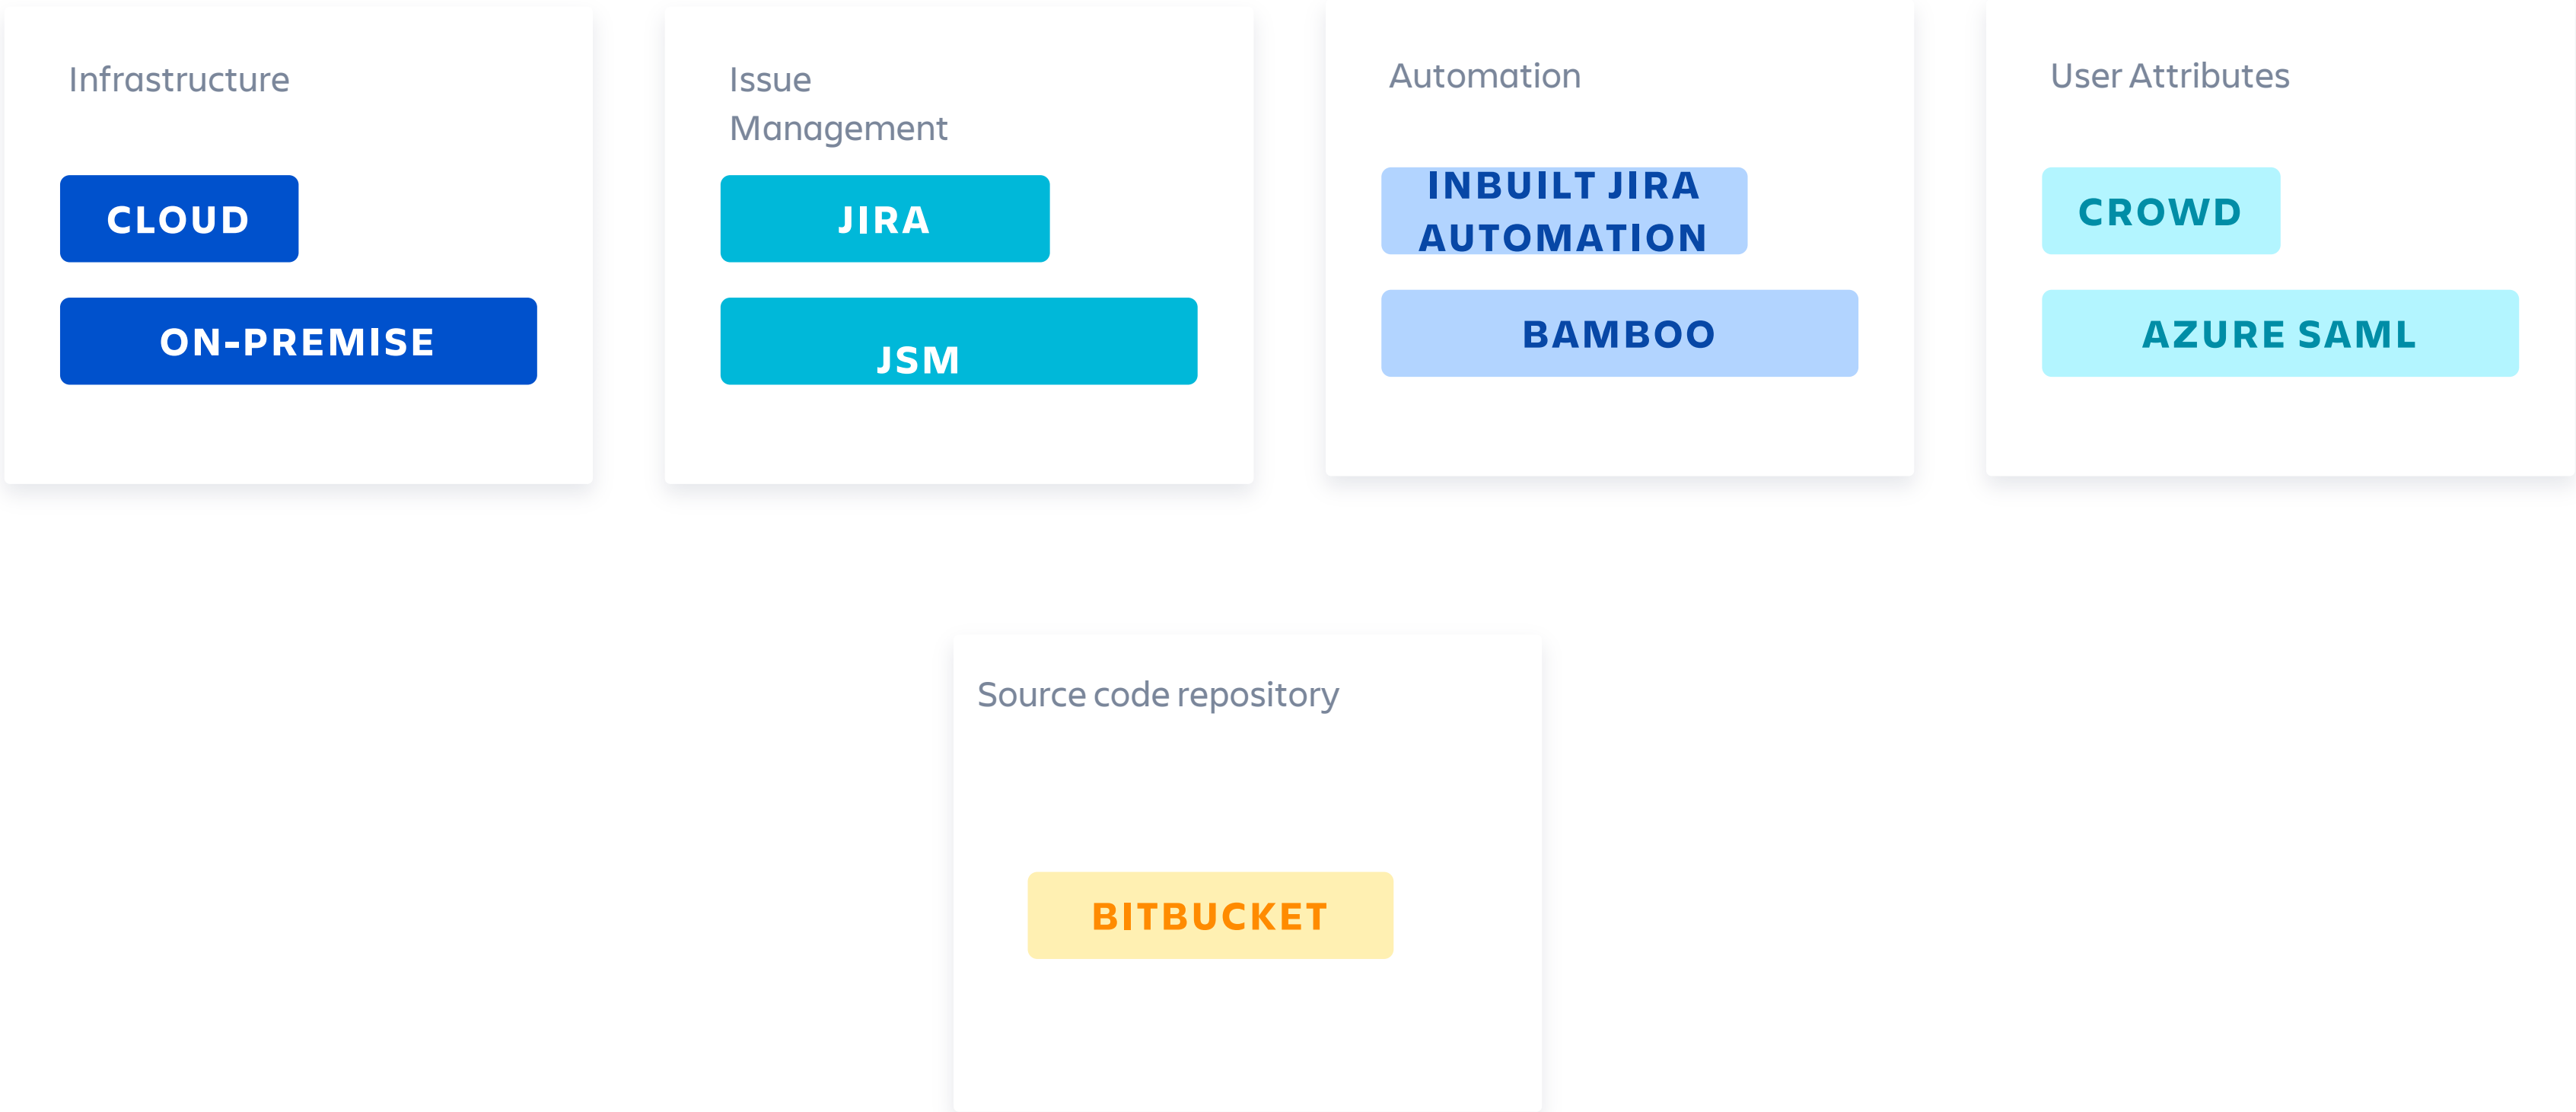 Infrastructure
CLOUD
ON-PREMISE
Issue
Management
JIRA
JSM
Automation
INBUILT JIRA
AUTOMATION
BAMBOO
User Attributes
CROWD
AZURE SAML
Source code repository
BITBUCKET